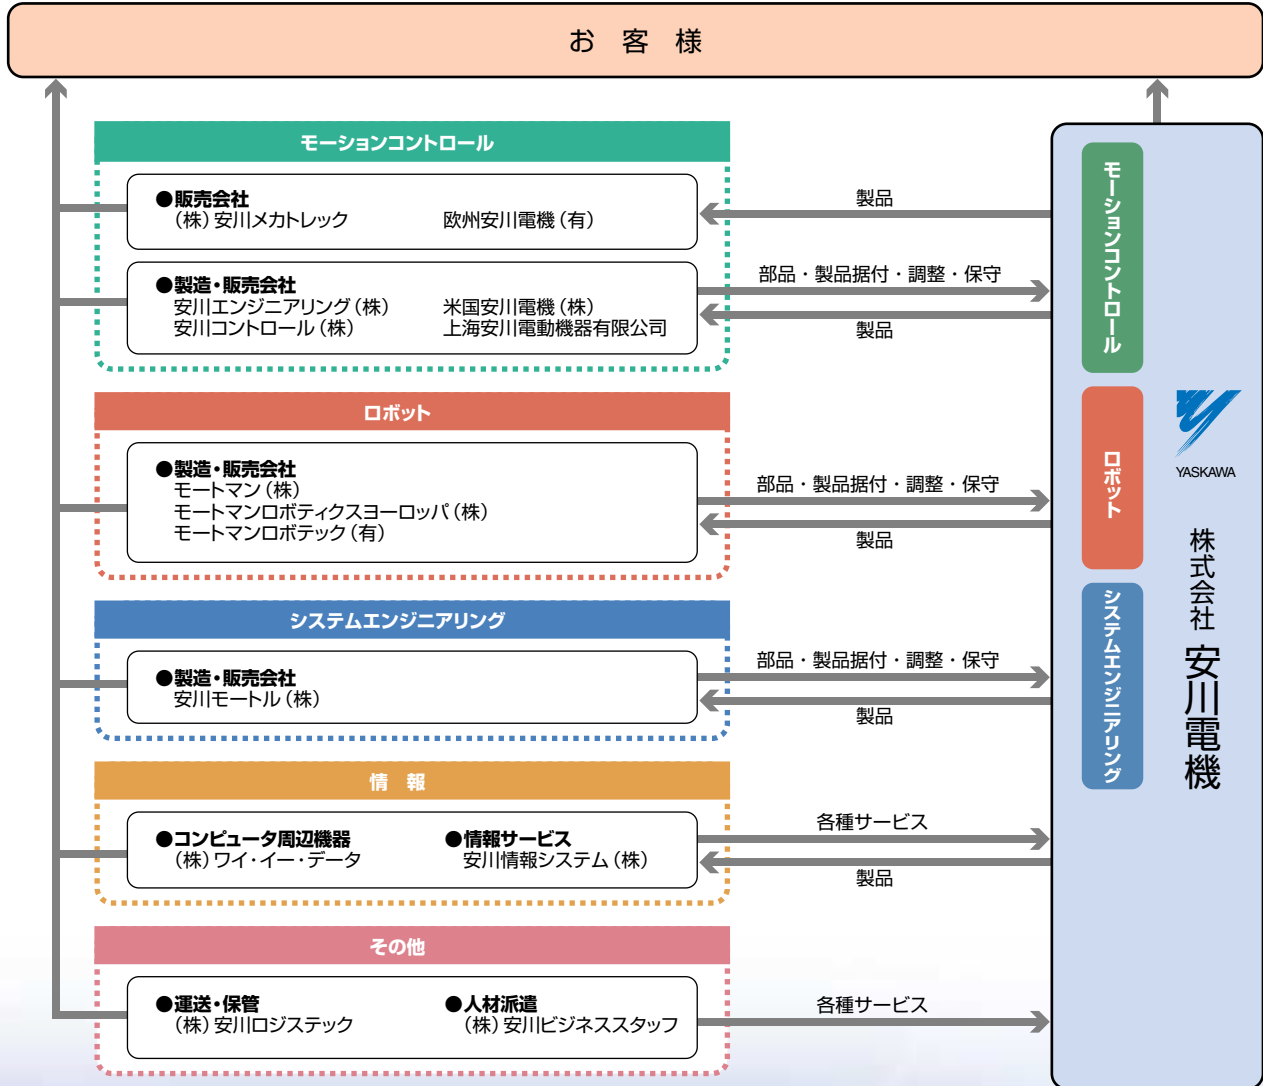 お 客 様
モーションコントロール
●販売会社
(株)安川メカトレック
欧州安川電機(有)
製品
●製造・販売会社
安川エンジニアリング(株)
米国安川電機(株)
安川コントロール(株)
上海安川電動機器有限公司
部品・製品据付・調整・保守
製品
ロボット
●製造・販売会社
モートマン(株)
モートマンロボティクスヨーロッパ(株)
モートマンロボテック(有)
部品・製品据付・調整・保守
製品
システムエンジニアリング
●製造・販売会社
安川モートル(株)
部品・製品据付・調整・保守
製品
情 報
●コンピュータ周辺機器
(株)ワイ・イー・データ
●情報サービス
安川情報システム(株)
各種サービス
製品
その他
●運送・保管
(株)安川ロジステック
●人材派遣
(株)安川ビジネススタッフ
各種サービス
モーションコントロール
ロボット
システムエンジニアリング
YASKAWA
株式会社 安川電機